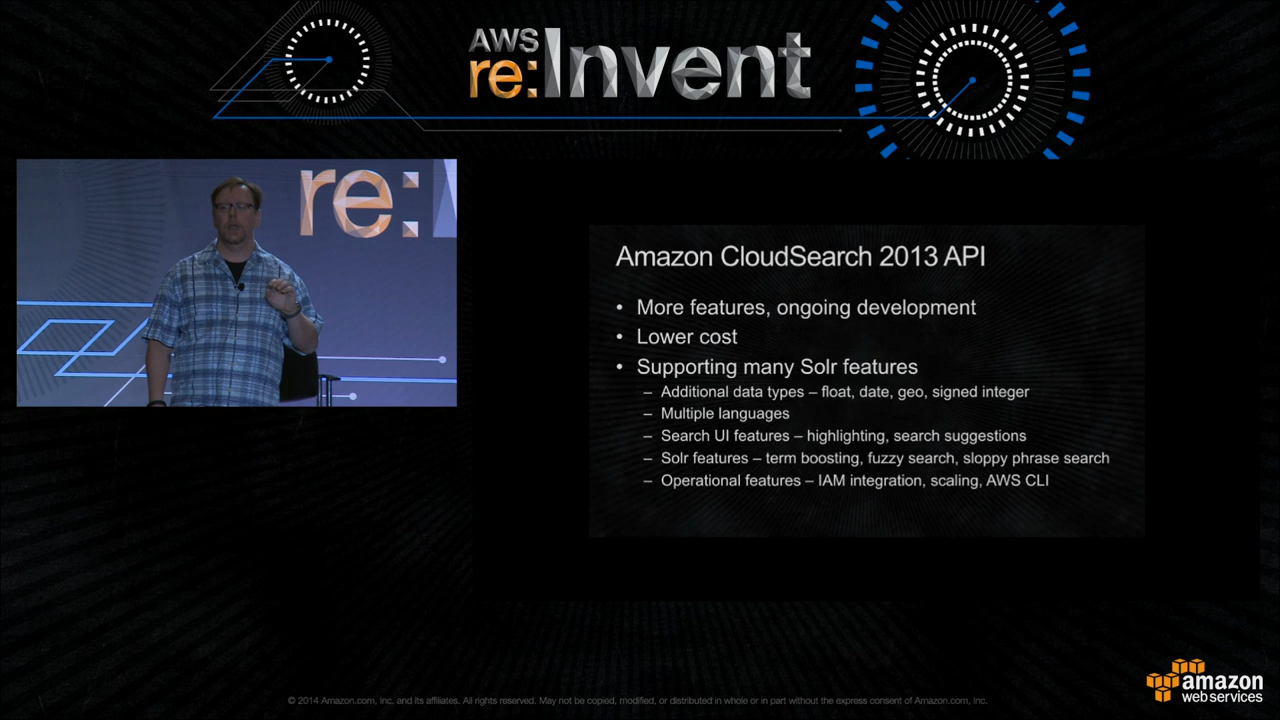 AWS
re:Invent
re:
Amazon CloudSearch 2013 API
• More features, ongoing development
• Lower cost
• Supporting many Solr features
– Additional data types – float, date, geo, signed integer
– Multiple languages
– Search UI features – highlighting, search suggestions
– Solr features – term boosting, fuzzy search, sloppy phrase search
– Operational features – IAM integration, scaling, AWS CLI
© 2014 Amazon.com, Inc. and its affiliates. All rights reserved. May not be copied, modified, or distributed in whole or in part without the express consent of Amazon.com, Inc.
amazon
web services